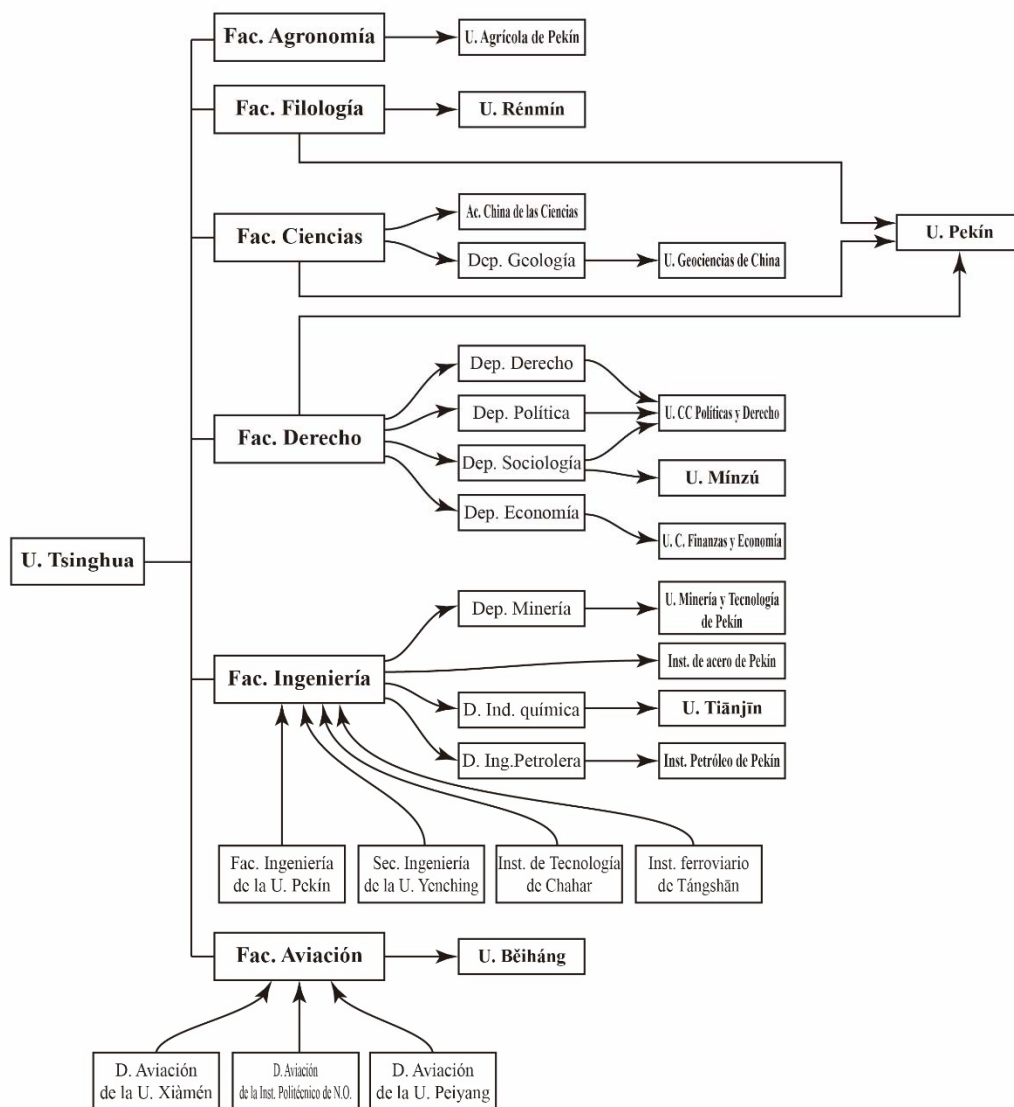 Fac. Agronomía
U. Agrícola de Pekín
Fac. Filología
U. Rénmín
Ac. China de las Ciencias
Fac. Ciencias
U. Pekín
Dep. Geología
U. Geociencias de China
Dep. Derecho
Dep. Política
U. CC Políticas y Derecho
Fac. Derecho
Dep. Sociología
U. Mínzú
Dep. Economía
U. C. Finanzas y Economía
U. Tsinghua
Dep. Minería
U. Minería y Tecnología
de Pekín
Inst. de acero de Pekín
Fac. Ingeniería
D. Ind. química
U. Tiānjīn
D. Ing.Petrolera
Inst. Petróleo de Pekín
Fac. Ingeniería
de la U. Pekín
Sec. Ingeniería
de la U. Yenching
Inst. de Tecnología
de Chahar
Inst. ferroviario
de Tángshān
Fac. Aviación
U. Běiháng
D. Aviación
de la U. Xiàmén
D. Aviación
de la Inst. Politécnico de N.O.
D. Aviación
de la U. Peiyang